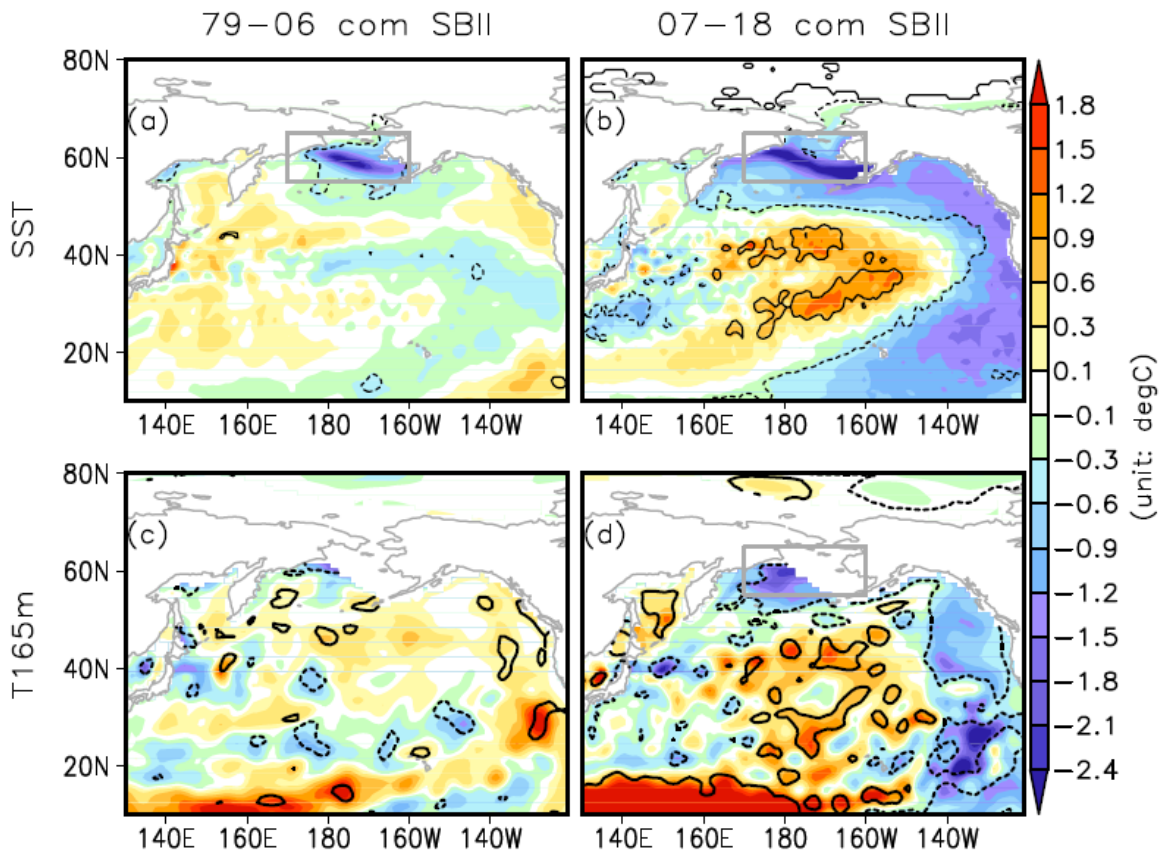 79-06 com SBII 07-18 com SBII
SST
80N
60N
40N
20N
(a)
(b)
140E 160E 180 160W 140W
140E 160E 180 160W 140W
T165m
80N
60N
40N
20N
(c)
(d)
140E 160E 180 160W 140W
140E 160E 180 160W 140W
1.8
1.5
1.2
0.9
0.6
0.3
0.1
-0.1
-0.3
-0.6
-0.9
-1.2
-1.5
-1.8
-2.1
-2.4
(unit: degC)